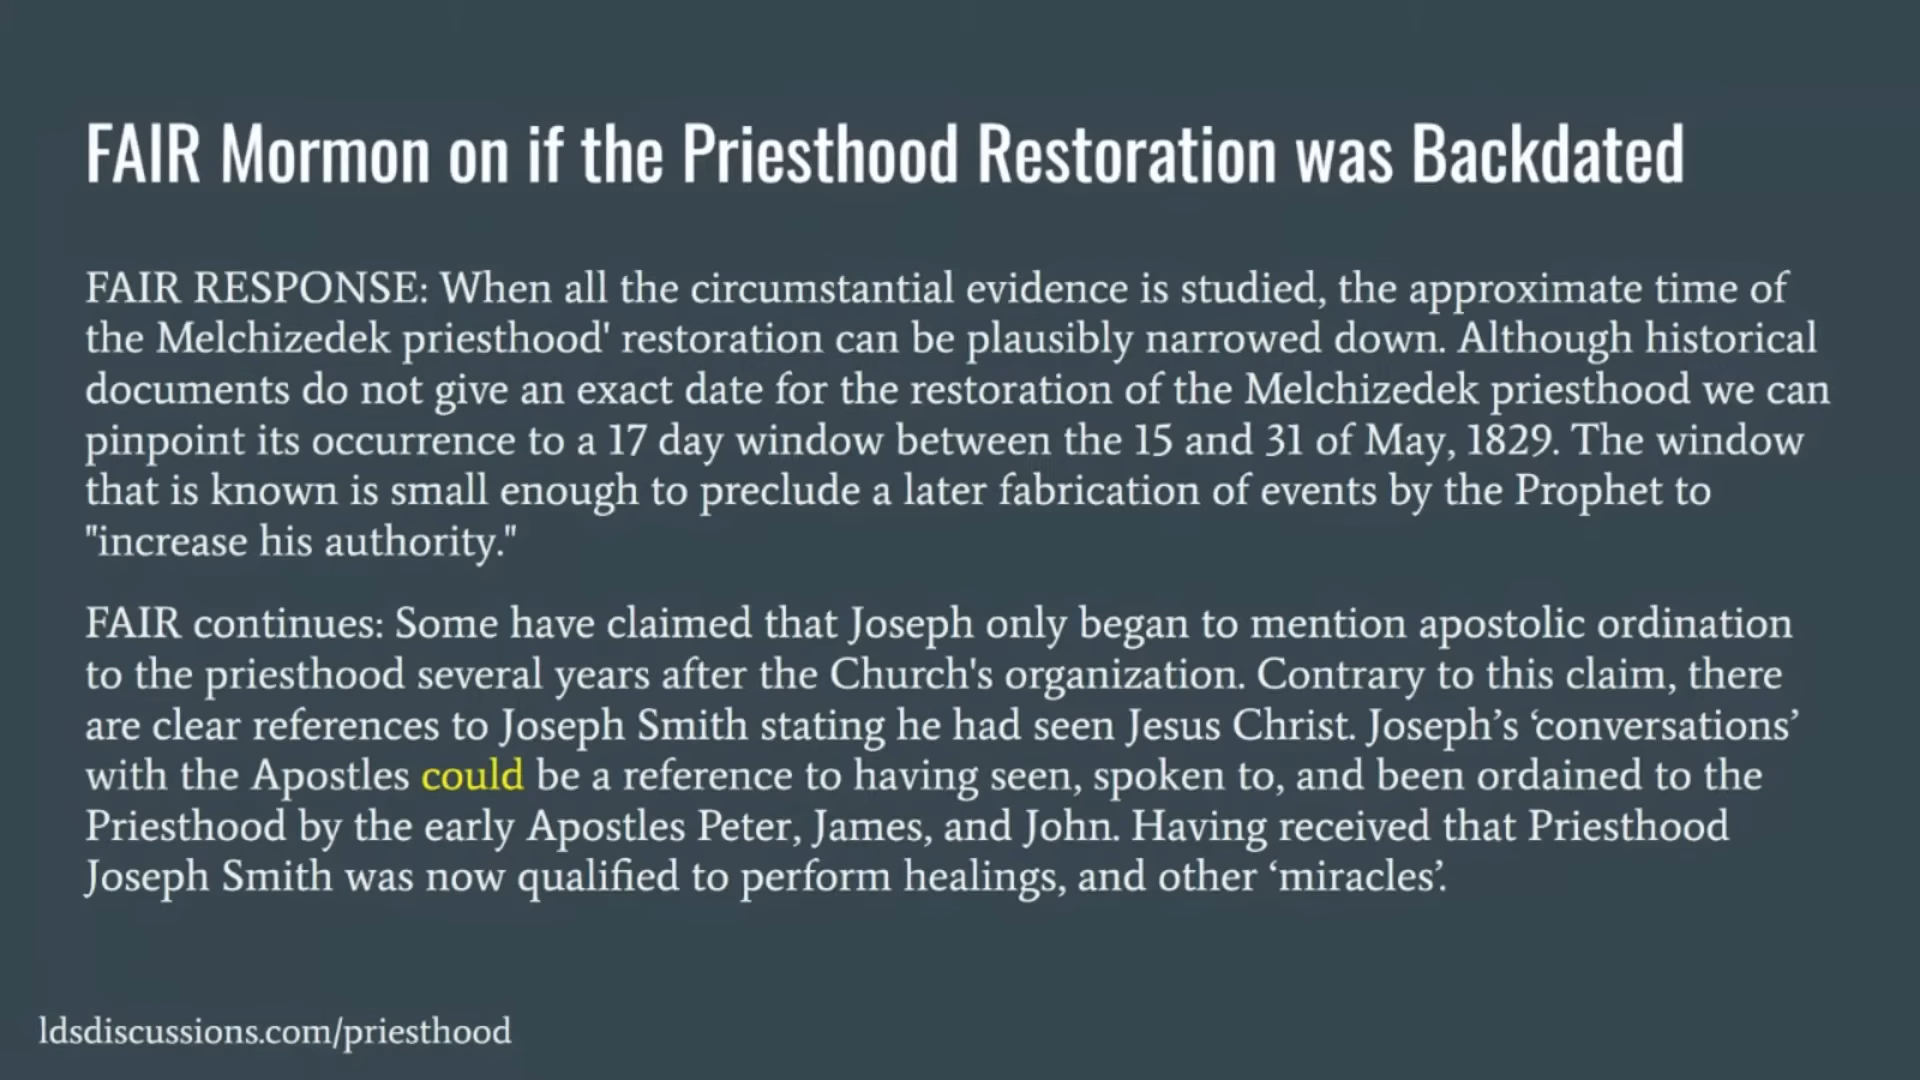 FAIR Mormon on if the Priesthood Restoration was Backdated
FAIR RESPONSE: When all the circumstantial evidence is studied, the approximate time of
the Melchizedek priesthood' restoration can be plausibly narrowed down. Although historical
documents do not give an exact date for the restoration of the Melchizedek priesthood we can
pinpoint its occurrence to a 17 day window between the 15 and 31 of May, 1829. The window
that is known is small enough to preclude a later fabrication of events by the Prophet to
"increase his authority."
FAIR continues: Some have claimed that Joseph only began to mention apostolic ordination
to the priesthood several years after the Church's organization. Contrary to this claim, there
are clear references to Joseph Smith stating he had seen Jesus Christ. Joseph’s ‘conversations’
with the Apostles could be a reference to having seen, spoken to, and been ordained to the
Priesthood by the early Apostles Peter, James, and John. Having received that Priesthood
Joseph Smith was now qualified to perform healings, and other ‘miracles’.
ldsdiscussions.com/priesthood